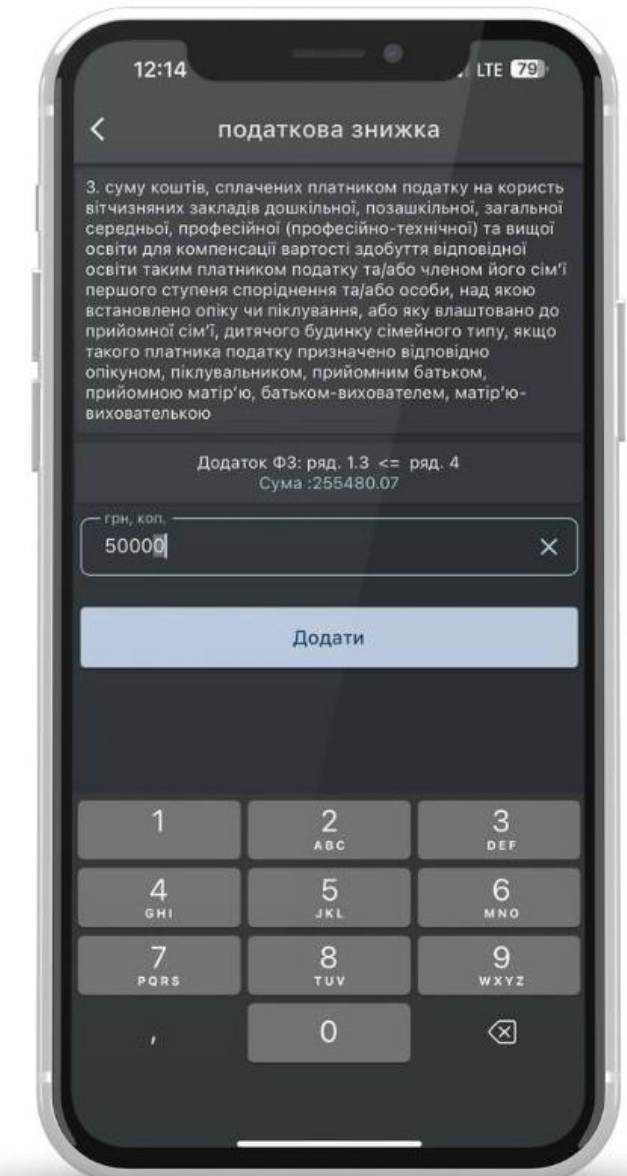 12:14
LTE 79
податкова знижка
3. суму коштів, сплачених платником податку на користь
вітчизняних закладів дошкільної, позашкільної, загальної
середньої, професійної (професійно-технічної) та вищої
освіти для компенсації вартості здобуття відповідної
освіти таким платником податку та/або членом його сім'ї
першого ступеня споріднення та/або особи, над якою
встановлено опіку чи піклування, або яку влаштовано до
прийомної сім'ї, дитячого будинку сімейного типу, якщо
такого платника податку призначено відповідно
опікуном, піклувальником, прийомним батьком,
прийомною матір'ю, батьком-вихователем, матір'ю-
вихователькою
Додаток Ф3: ряд. 1.3 <= ряд. 4
Сума :255480.07
грн, коп.
50000
Додати
1 2 3
ABC DEF
4 5 6
GHI JKL MNO
7 8 9
PQRS TUV WXYZ
, 0